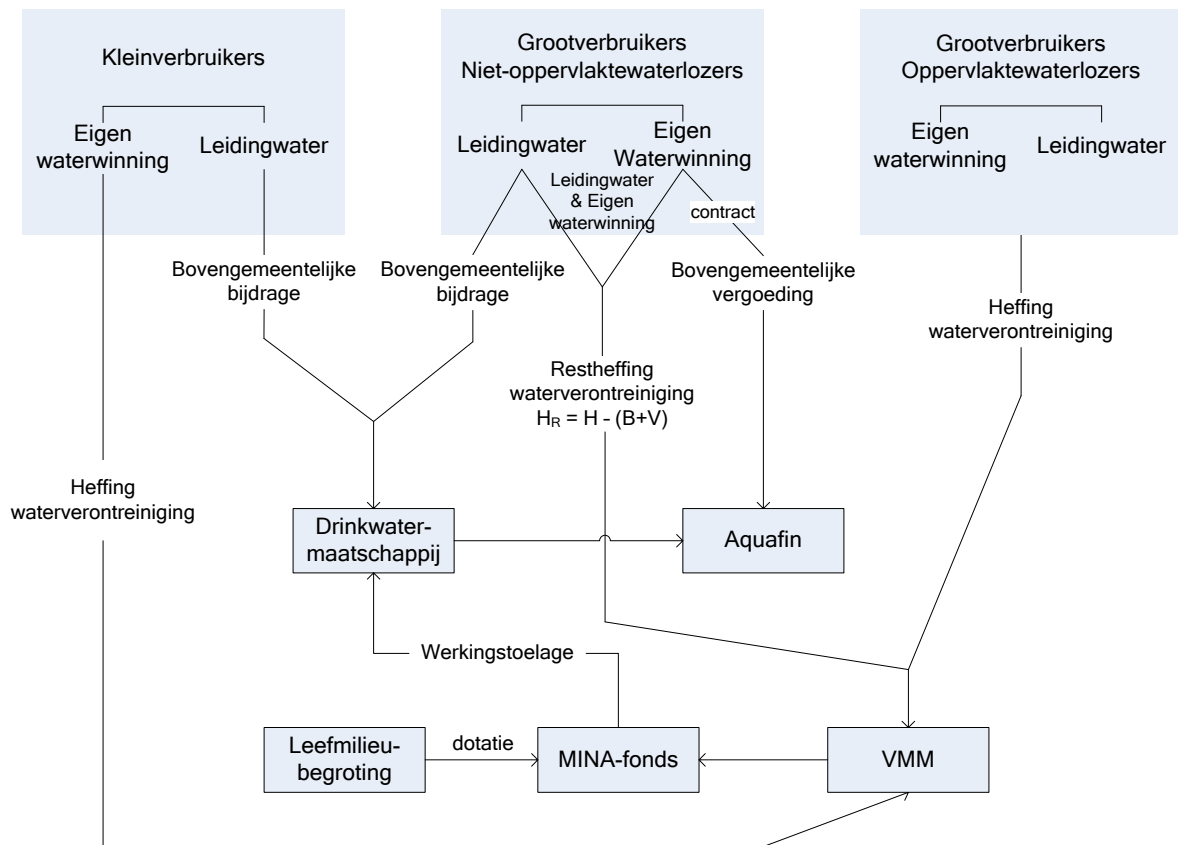 Kleinverbruikers
Eigen
waterwinning
Leidingwater
Grootverbruikers
Niet-oppervlaktewaterlozers
Leidingwater
Eigen
Waterwinning
Leidingwater
& Eigen
waterwinning
contract
Grootverbruikers
Oppervlaktewaterlozers
Eigen
waterwinning
Leidingwater
Bovengemeentelijke
bijdrage
Bovengemeentelijke
bijdrage
Bovengemeentelijke
vergoeding
Heffing
waterverontreiniging
Restheffing
waterverontreiniging
HR = H - (B+V)
Heffing
waterverontreiniging
Drinkwater-
maatschappij
Aquafin
Werkingstoelage
Leefmilieu-
begroting
dotatie
MINA-fonds
VMM